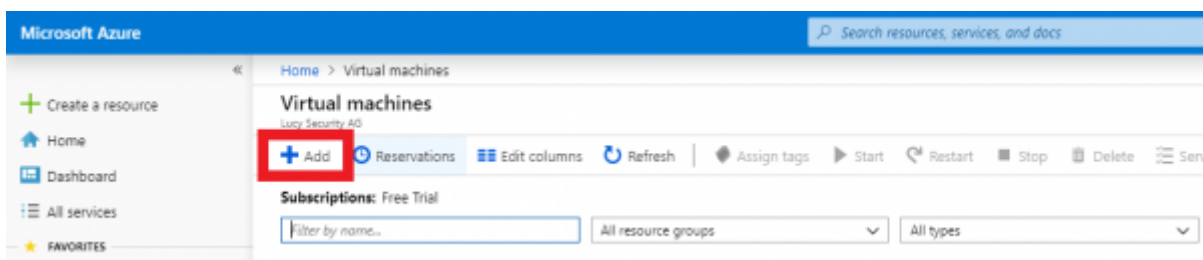 Microsoft Azure Search resources, services, and docs
« Home > Virtual machines
Create a resource
Virtual machines
Lucy Security AG
Home
Add Reservations Edit columns Refresh Assign tags Start Restart Stop Delete
Dashboard
Subscriptions: Free Trial
All services
Filter by name... All resource groups All types
FAVORITES